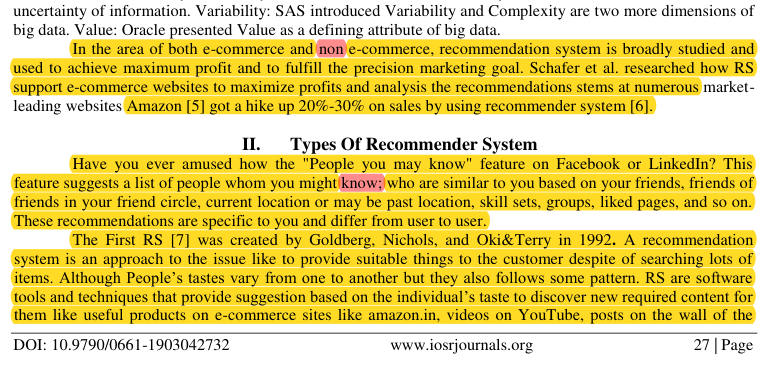 uncertainty of information. Variability: SAS introduced Variability and Complexity are two more dimensions of
big data. Value: Oracle presented Value as a defining attribute of big data.
In the area of both e-commerce and non e-commerce, recommendation system is broadly studied and
used to achieve maximum profit and to fulfill the precision marketing goal. Schafer et al. researched how RS
support e-commerce websites to maximize profits and analysis the recommendations stems at numerous market-
leading websites Amazon [5] got a hike up 20%-30% on sales by using recommender system [6].
II. Types Of Recommender System
Have you ever amused how the "People you may know" feature on Facebook or LinkedIn? This
feature suggests a list of people whom you might know; who are similar to you based on your friends, friends of
friends in your friend circle, current location or may be past location, skill sets, groups, liked pages, and so on.
These recommendations are specific to you and differ from user to user.
The First RS [7] was created by Goldberg, Nichols, and Oki&Terry in 1992. A recommendation
system is an approach to the issue like to provide suitable things to the customer despite of searching lots of
items. Although People's tastes vary from one to another but they also follows some pattern. RS are software
tools and techniques that provide suggestion based on the individual's taste to discover new required content for
them like useful products on e-commerce sites like amazon.in, videos on YouTube, posts on the wall of the
DOI: 10.9790/0661-1903042732 www.iosrjournals.org 27 | Page